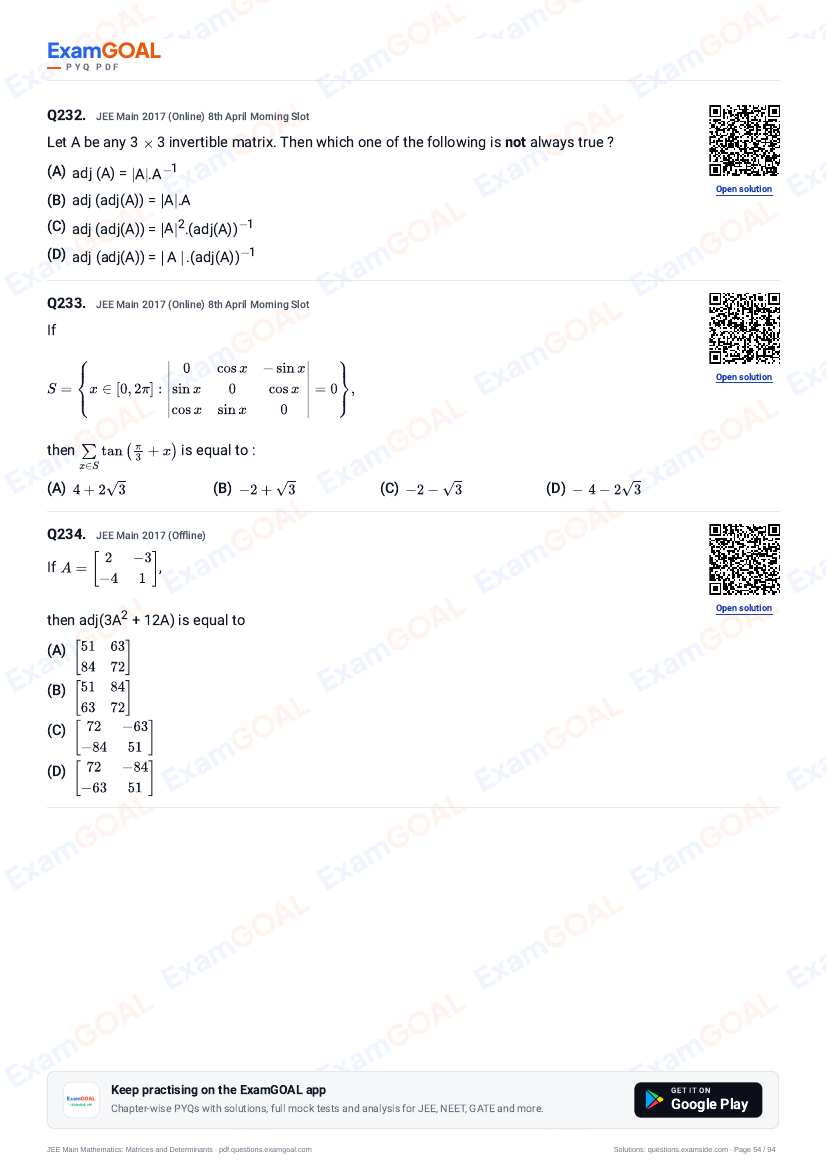 ExamGOAL
PYQ PDF
Q232. JEE Main 2017 (Online) 8th April Morning Slot
Let A be any 3 × 3 invertible matrix. Then which one of the following is not always true ?
Open solution
(A) adj (A) = |A|.A⁻¹
(B) adj (adj(A)) = |A|.A
(C) adj (adj(A)) = |A|².(adj(A))⁻¹
(D) adj (adj(A)) = | A |.(adj(A))⁻¹
Q233. JEE Main 2017 (Online) 8th April Morning Slot
If
Open solution
S = { x ∈ [0, 2π] : | 0 cos x − sin x |
| sin x 0 cos x | = 0 },
| cos x sin x 0 |
then ∑ tan (π/3 + x) is equal to :
x∈S
(A) 4 + 2√3 (B) −2 + √3 (C) −2 − √3 (D) − 4 − 2√3
Q234. JEE Main 2017 (Offline)
If A = [ 2 −3 ]
[ −4 1 ],
Open solution
then adj(3A² + 12A) is equal to
(A) [ 51 63 ]
[ 84 72 ]
(B) [ 51 84 ]
[ 63 72 ]
(C) [ 72 −63 ]
[ −84 51 ]
(D) [ 72 −84 ]
[ −63 51 ]
Keep practising on the ExamGOAL app
Chapter-wise PYQs with solutions, full mock tests and analysis for JEE, NEET, GATE and more.
ExamGOAL
GET IT ON
Google Play
JEE Main Mathematics: Matrices and Determinants · pdf.questions.examgoal.com
Solutions: questions.examside.com · Page 54 / 94